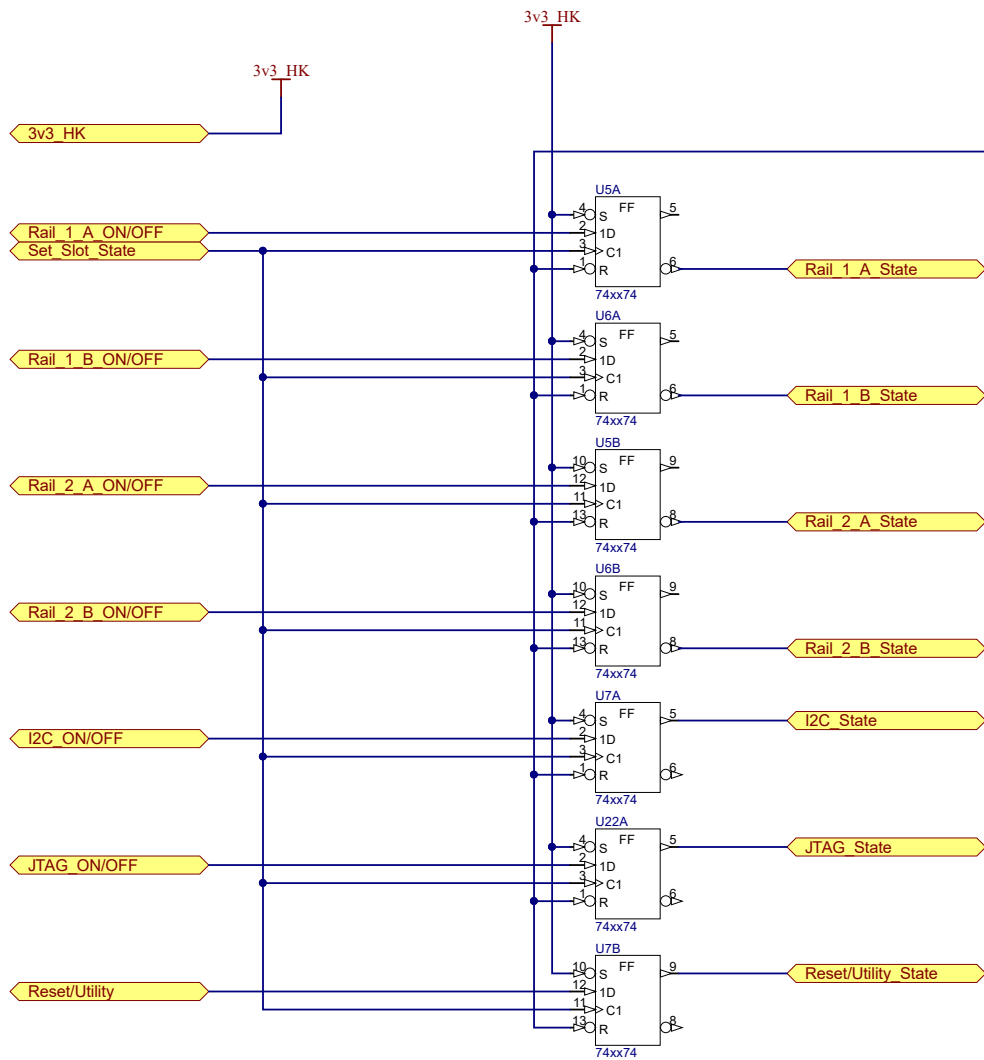 3v3_HK
3v3_HK
3v3_HK
U5A
4 S FF 5
Rail_1_A_ON/OFF 2 1D
Set_Slot_State 3 C1
1 R 6 Rail_1_A_State
74xx74
U6A
4 S FF 5
Rail_1_B_ON/OFF 2 1D
3 C1
1 R 6 Rail_1_B_State
74xx74
U5B
10 S FF 9
Rail_2_A_ON/OFF 12 1D
11 C1
13 R 8 Rail_2_A_State
74xx74
U6B
10 S FF 9
Rail_2_B_ON/OFF 12 1D
11 C1
13 R 8 Rail_2_B_State
74xx74
U7A
4 S FF 5 I2C_State
I2C_ON/OFF 2 1D
3 C1
1 R 6
74xx74
U22A
4 S FF 5 JTAG_State
JTAG_ON/OFF 2 1D
3 C1
1 R 6
74xx74
U7B
10 S FF 9 Reset/Utility_State
Reset/Utility 12 1D
11 C1
13 R 8
74xx74